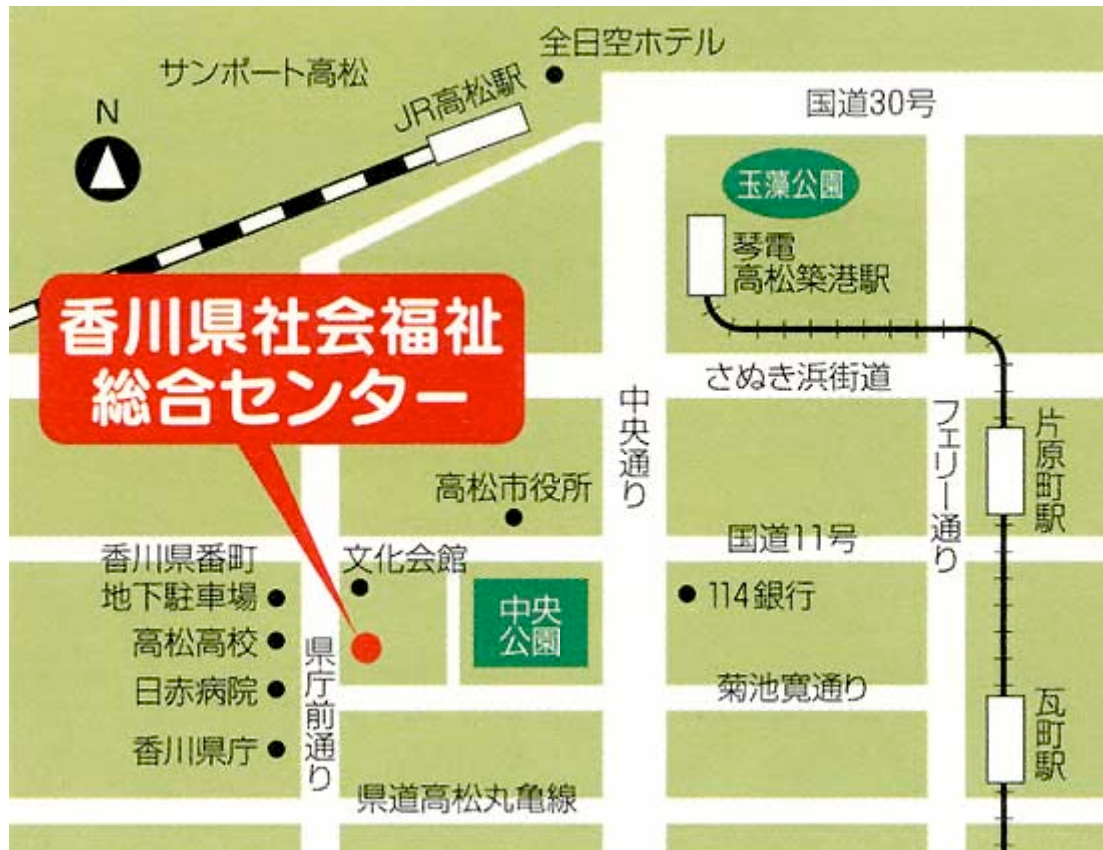 全日空ホテル
サンポート高松
JR高松駅
国道30号
N
玉藻公園
琴電
高松築港駅
香川県社会福祉
総合センター
さぬき浜街道
中央通り
フェリー通り
片原町駅
高松市役所
国道11号
香川県番町
地下駐車場
文化会館
114銀行
中央
公園
高松高校
県庁前通り
日赤病院
菊池寛通り
瓦町駅
香川県庁
県道高松丸亀線